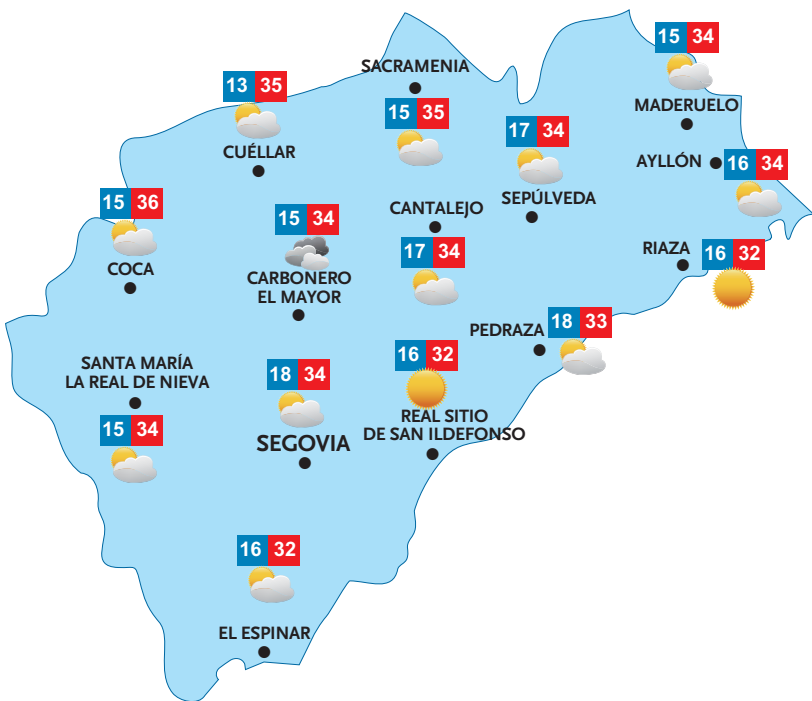 15 34
MADERUELO
SACRAMENIA
15 35
13 35
CUÉLLAR
17 34
SEPÚLVEDA
AYLLÓN
16 34
15 36
COCA
15 34
CARBONERO
EL MAYOR
CANTALEJO
17 34
RIAZA
16 32
PEDRAZA
18 33
SANTA MARÍA
LA REAL DE NIEVA
15 34
18 34
SEGOVIA
16 32
REAL SITIO
DE SAN ILDEFONSO
16 32
EL ESPINAR